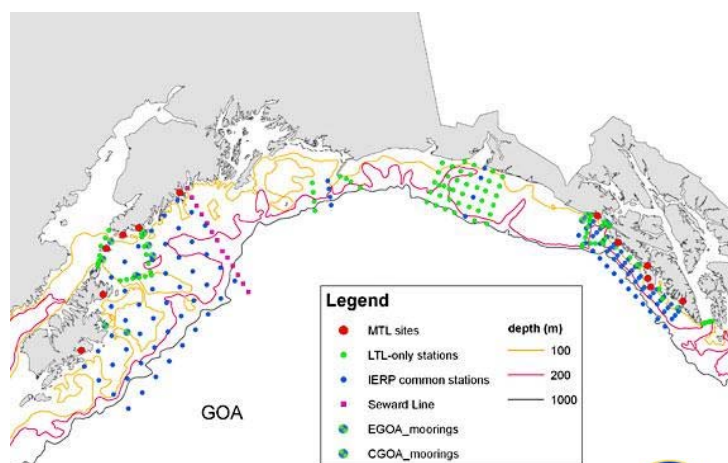 GOA
Legend
MTL sites
LTL-only stations
IERP common stations
Seward Line
EGOA_moorings
CGOA_moorings
depth (m)
100
200
1000